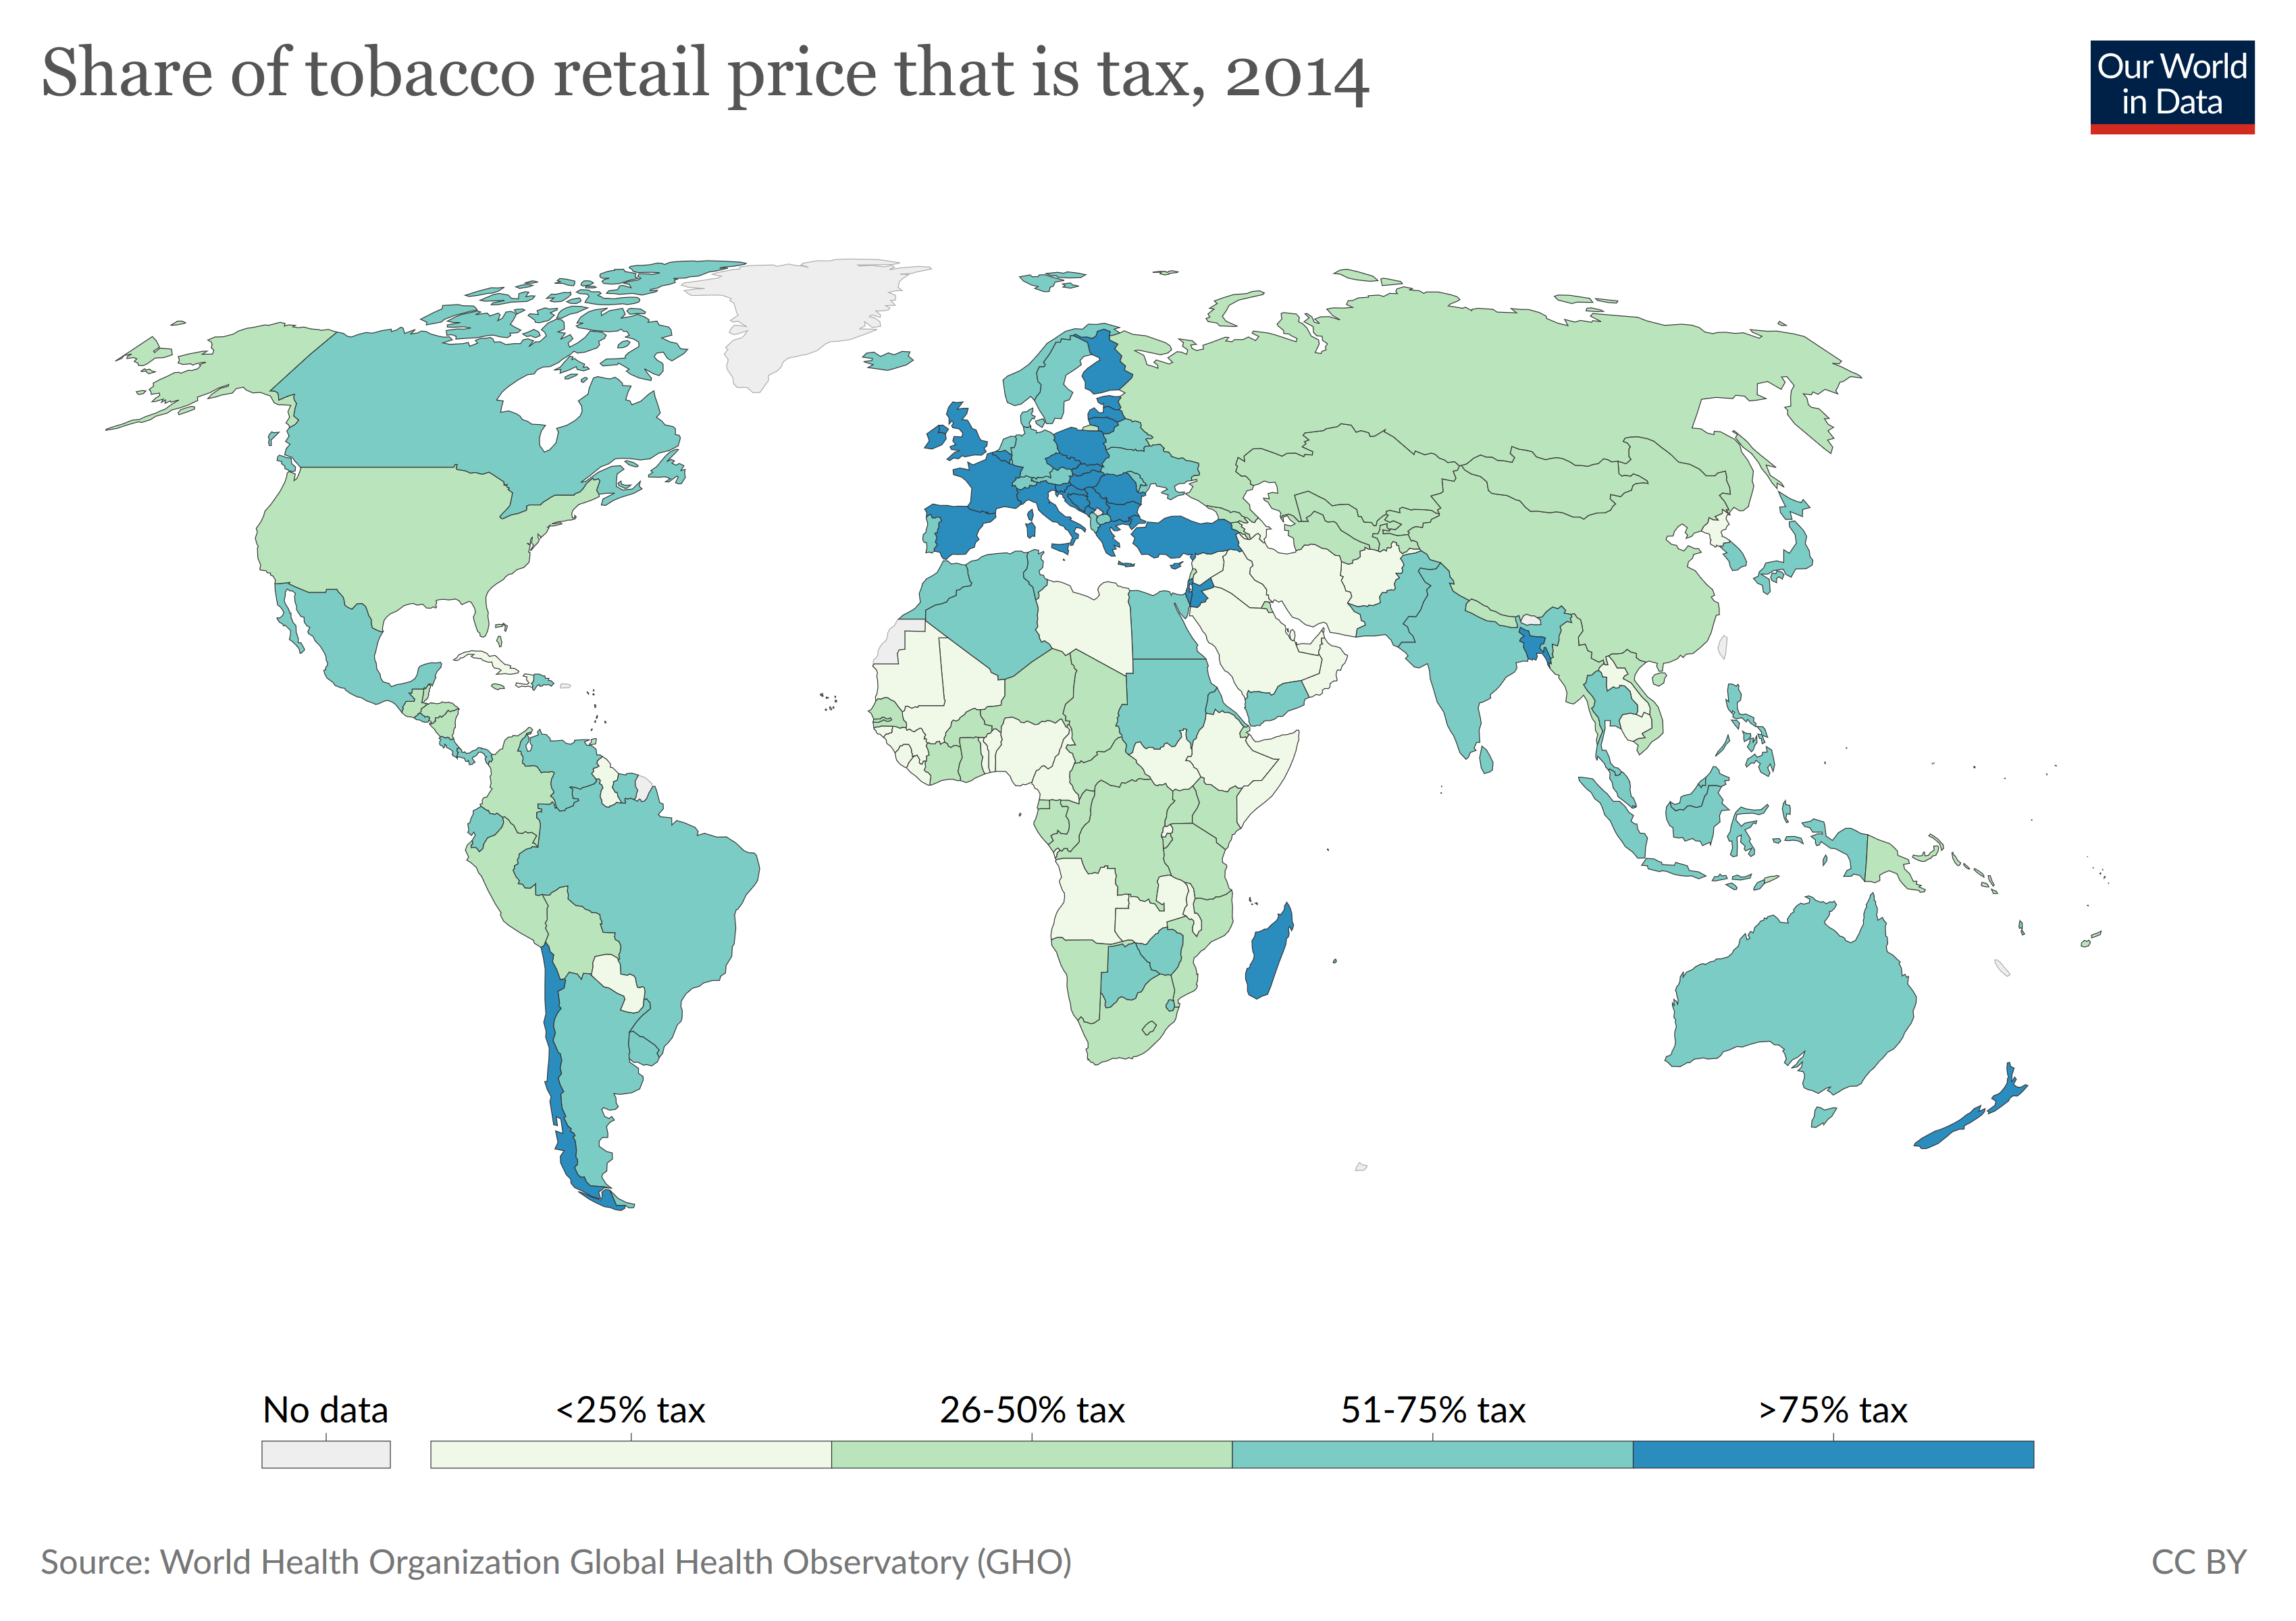 Share of tobacco retail price that is tax, 2014
Our World
in Data
No data
<25% tax
26-50% tax
51-75% tax
>75% tax
Source: World Health Organization Global Health Observatory (GHO)
CC BY